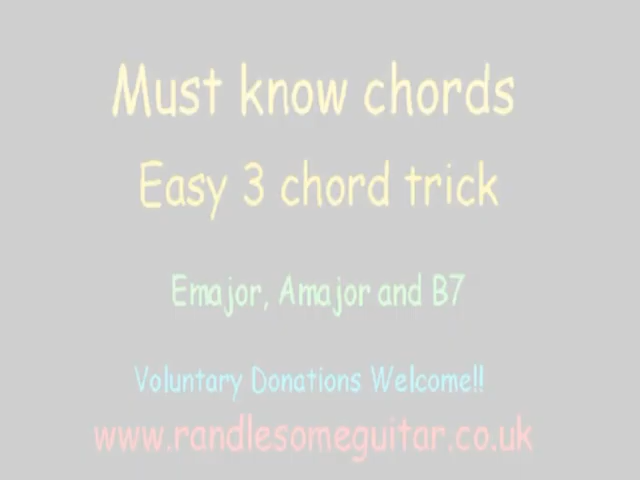 Must know chords
Easy 3 chord trick
Emajor, Amajor and B7
Voluntary Donations Welcome!!
www.randlesomeguitar.co.uk